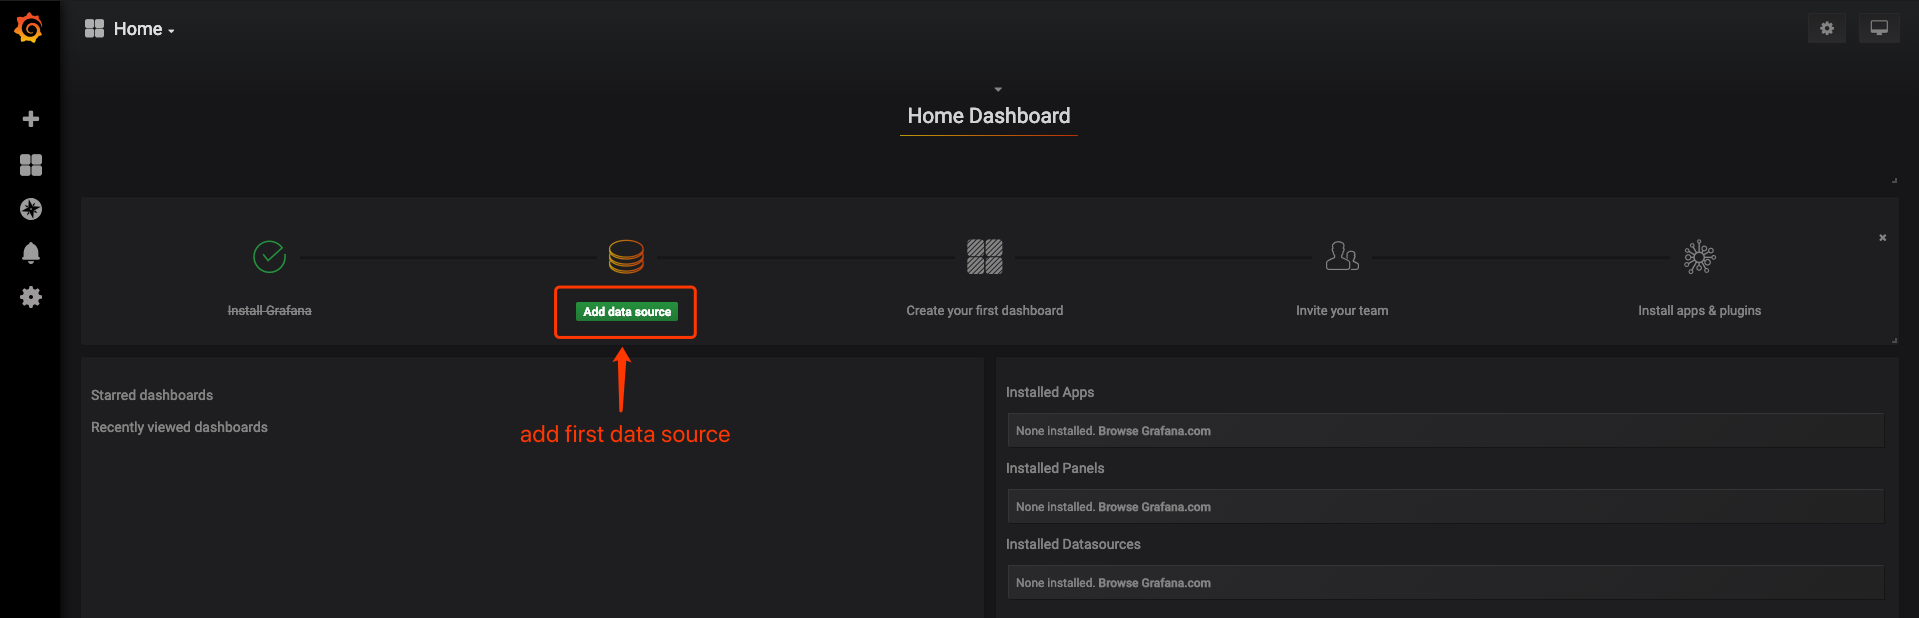 Home
Home Dashboard
Install Grafana
Add data source
Create your first dashboard
Invite your team
Install apps & plugins
add first data source
Starred dashboards
Recently viewed dashboards
Installed Apps
None installed. Browse Grafana.com
Installed Panels
None installed. Browse Grafana.com
Installed Datasources
None installed. Browse Grafana.com